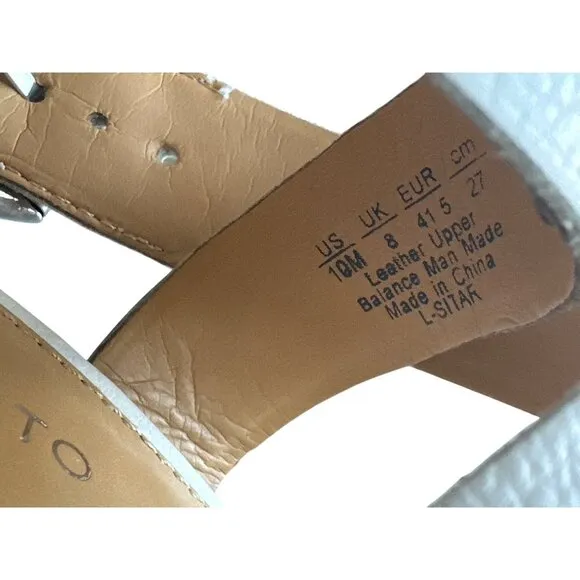 US UK EUR cm
10M 8 41 5 27
Leather Upper
Balance Man Made
Made in China
L-SITAR
TO